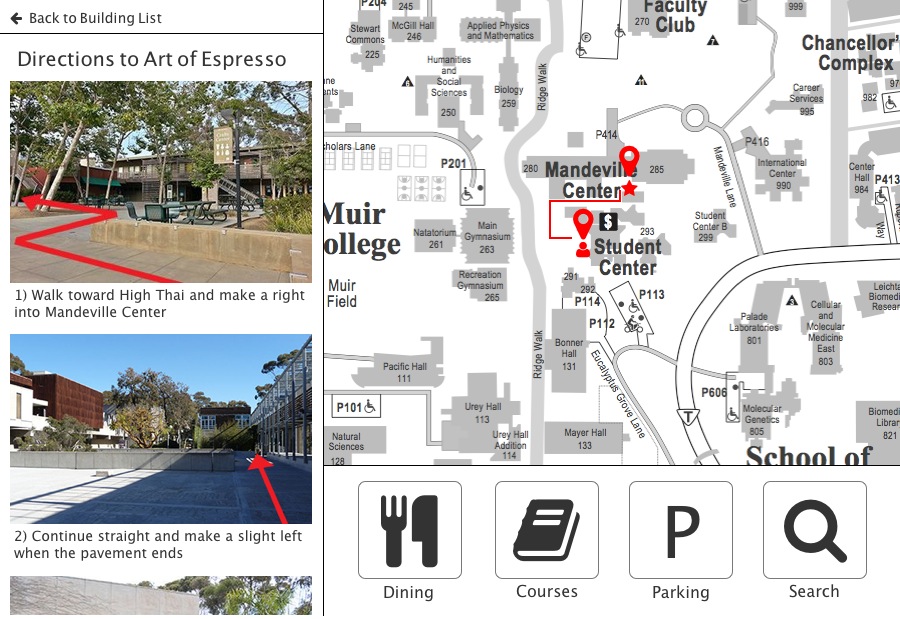 Back to Building List
Directions to Art of Espresso
1) Walk toward High Thai and make a right
into Mandeville Center
2) Continue straight and make a slight left
when the pavement ends
P204
245
McGill Hall
246
Stewart
Commons
225
Applied Physics
and Mathematics
Humanities
and
Social
Sciences
250
Biology
259
Ridge Walk
270
Faculty
Club
999
Chancellor's
Complex
Career
Services
995
982
P414
P416
Scholars Lane
P201
280
Mandeville
Center
285
Mandeville Lane
International
Center
990
Center
Hall
984
P413
Way
Muir
College
Natatorium
261
Main
Gymnasium
263
$
293
Student
Center B
299
Student
Center
Muir
Field
Recreation
Gymnasium
265
291
292
P114
P113
P112
Palade
Laboratories
801
Cellular
and
Molecular
Medicine
East
803
Ridge Walk
Bonner
Hall
131
Eucalyptus Grove Lane
Pacific Hall
111
P101
P606
T
Urey Hall
113
Molecular
Genetics
805
Natural
Sciences
128
Urey Hall
Addition
114
Mayer Hall
133
821
School of
P
Dining
Courses
Parking
Search